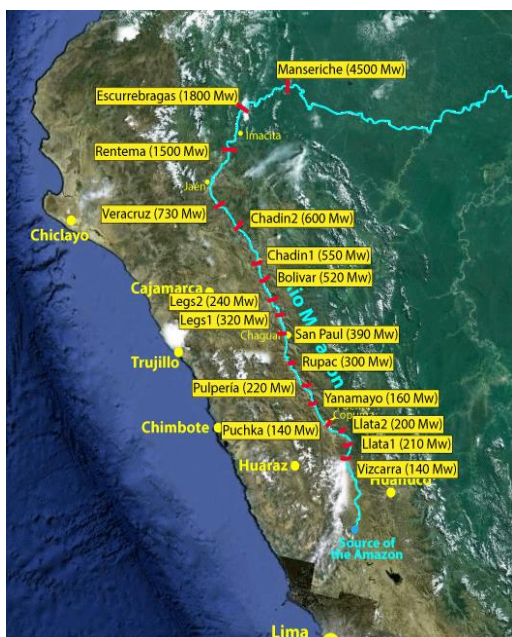 Manseriche (4500 Mw)
Escurrebragas (1800 Mw)
Imacita
Rentema (1500 Mw)
Jaén
Veracruz (730 Mw)
Chadin2 (600 Mw)
Chiclayo
Chadin1 (550 Mw)
Bolivar (520 Mw)
Cajamarca
Legs2 (240 Mw)
Legs1 (320 Mw)
Chagual
San Paul (390 Mw)
Trujillo
Rupac (300 Mw)
Pulpería (220 Mw)
Yanamayo (160 Mw)
Chimbote
Puchka (140 Mw)
Llata2 (200 Mw)
Llata1 (210 Mw)
Huaraz
Vizcarra (140 Mw)
Huánuco
Source of
the Amazon
Lima